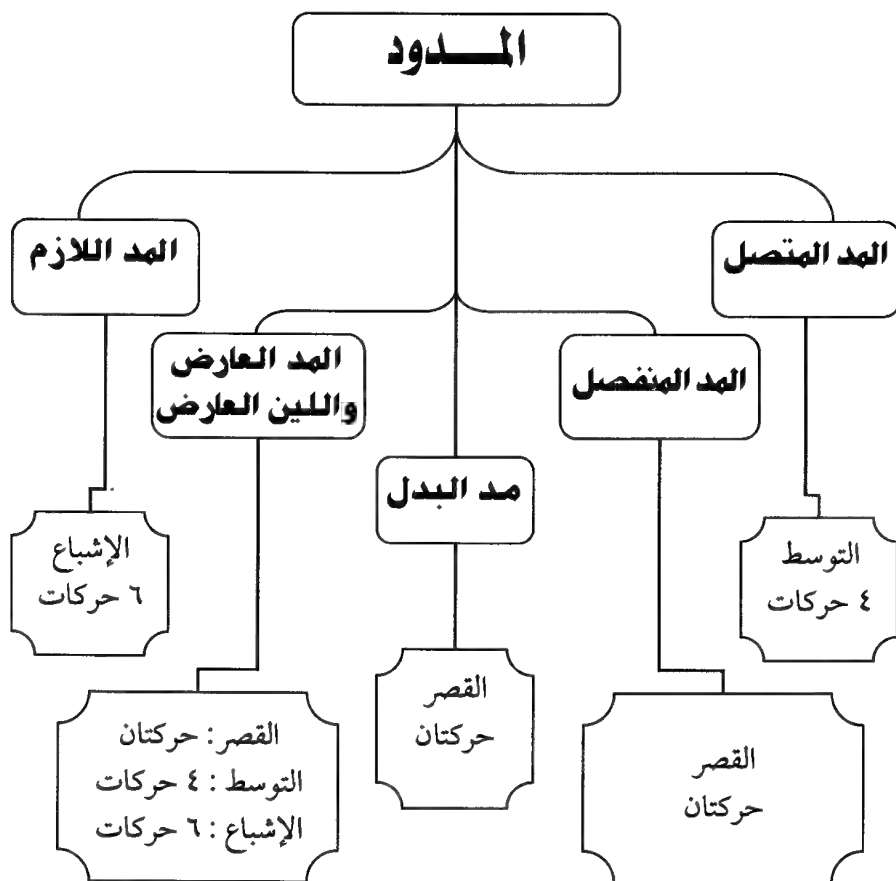 المـــدود
المد المتصل
المد المنفصل
مد البدل
المد العارض
واللين العارض
المد اللازم
التوسط
٤ حركات
القصر
حركتان
القصر
حركتان
القصر : حركتان
التوسط : ٤ حركات
الإشباع : ٦ حركات
الإشباع
٦ حركات